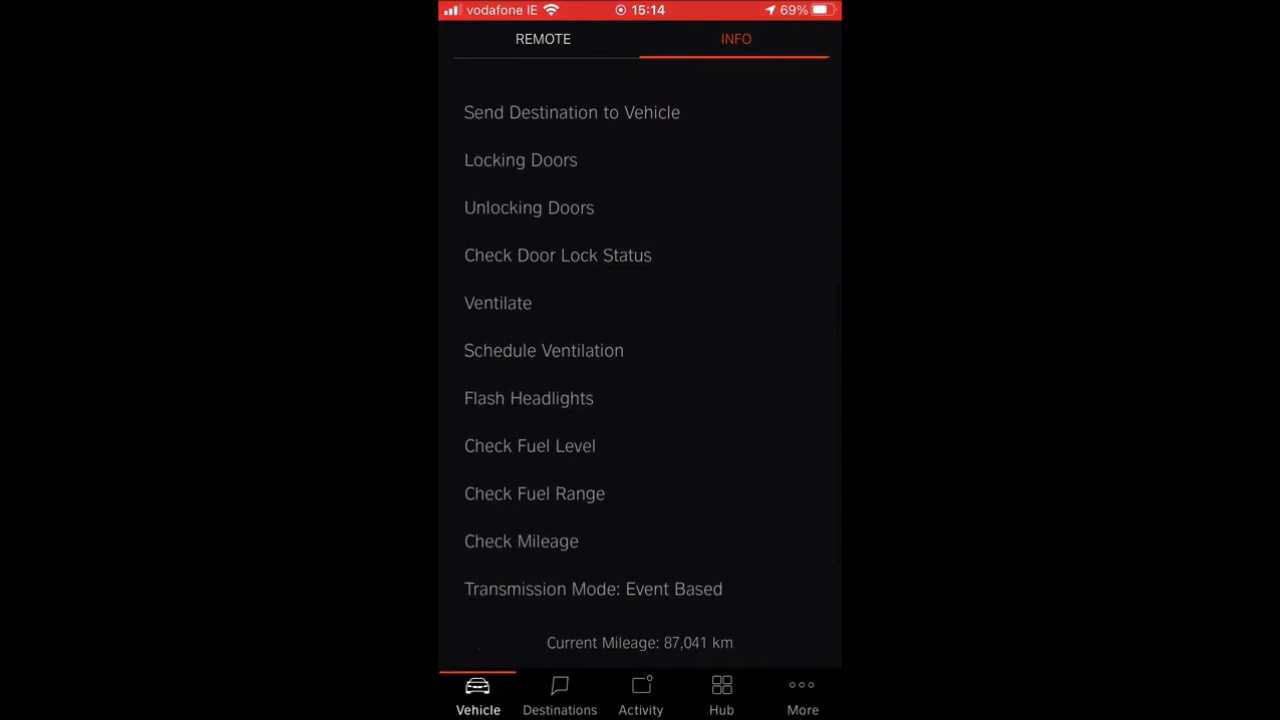 vodafone IE 15:14 69%
REMOTE INFO
Send Destination to Vehicle
Locking Doors
Unlocking Doors
Check Door Lock Status
Ventilate
Schedule Ventilation
Flash Headlights
Check Fuel Level
Check Fuel Range
Check Mileage
Transmission Mode: Event Based
Current Mileage: 87,041 km
Vehicle Destinations Activity Hub More